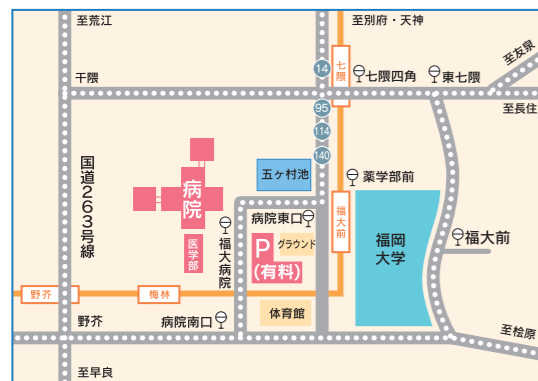 至荒江
至別府・天神
至友泉
14
七隈
七隈四角
東七隈
干隈
至長住
95
114
140
国道263号線
病院
五ヶ村池
薬学部前
医学部
福大病院
病院東口
P
(有料)
グラウンド
福大前
福岡
大学
福大前
野芥
梅林
体育館
野芥
病院南口
至桧原
至早良